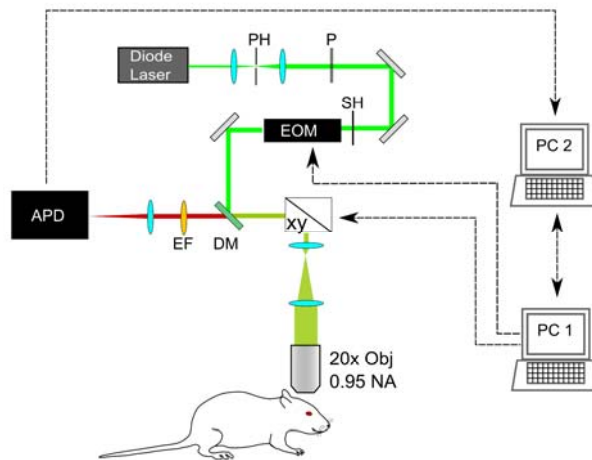 Diode
Laser
PH
P
SH
EOM
PC 2
APD
EF
DM
xy
PC 1
20x Obj
0.95 NA